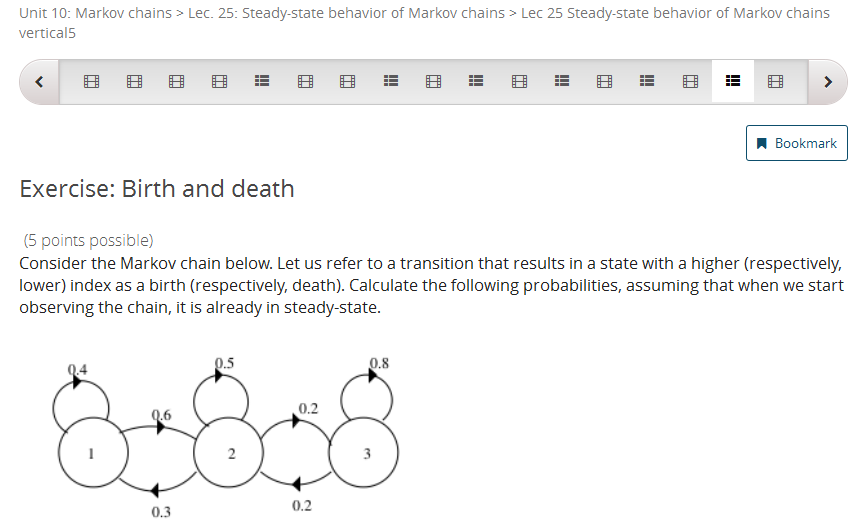 Unit 10: Markov chains > Lec. 25: Steady-state behavior of Markov chains > Lec 25 Steady-state behavior of Markov chains
vertical5
Bookmark
Exercise: Birth and death
(5 points possible)
Consider the Markov chain below. Let us refer to a transition that results in a state with a higher (respectively,
lower) index as a birth (respectively, death). Calculate the following probabilities, assuming that when we start
observing the chain, it is already in steady-state.
0.4 0.5 0.8
0.6 0.2
1 2 3
0.3 0.2